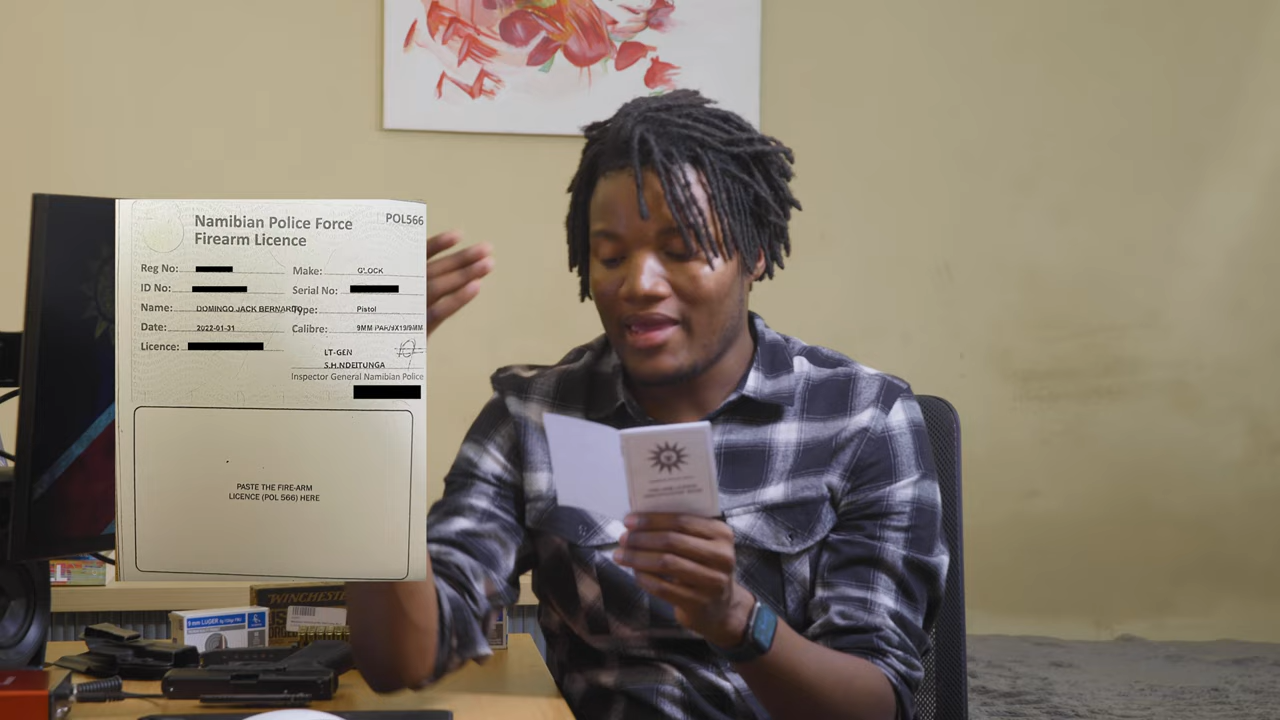 Namibian Police Force
POL566
Firearm Licence
Reg No:
Make: GLOCK
ID No:
Serial No:
Name: DOMINGO JACK BERNARDO
Type: Pistol
Date: 2022-01-31
Calibre: 9MM PAR/9X19/9MM
Licence:
LT-GEN
S.H.NDEITUNGA
Inspector General Namibian Police
PASTE THE FIRE-ARM
LICENCE (POL 566) HERE
WINCHESTER
9 mm LUGER